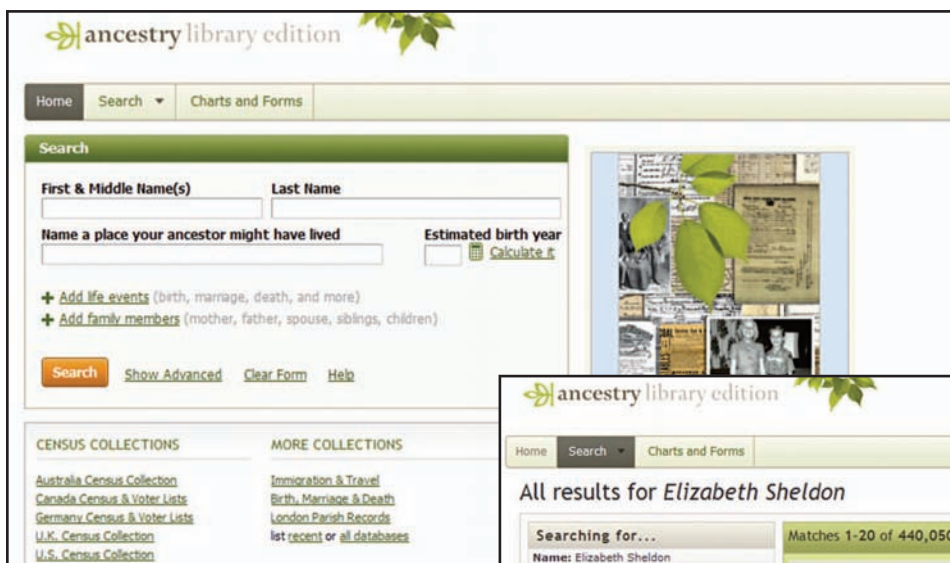 ancestry library edition
Home Search Charts and Forms
Search
First & Middle Name(s) Last Name
Name a place your ancestor might have lived Estimated birth year
Calculate it
Add life events (birth, marriage, death, and more)
Add family members (mother, father, spouse, siblings, children)
Search Show Advanced Clear Form Help
CENSUS COLLECTIONS MORE COLLECTIONS
Australia Census Collection Immigration & Travel
Canada Census & Voter Lists Birth, Marriage & Death
Germany Census & Voter Lists London Parish Records
U.K. Census Collection list recent or all databases
U.S. Census Collection
ancestry library edition
Home Search Charts and Forms
All results for Elizabeth Sheldon
Searching for... Matches 1-20 of 440,050
Name: Elizabeth Sheldon